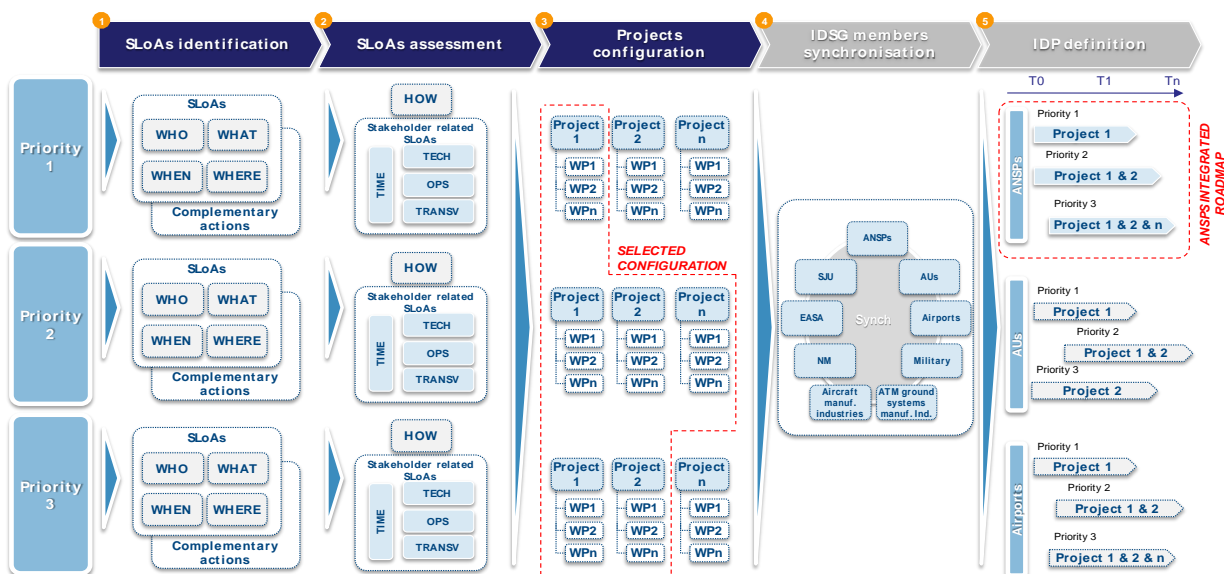 1
SLoAs identification
2
SLoAs assessment
3
Projects
configuration
4
IDSG members
synchronisation
5
IDP definition
Priority
1
SLoAs
WHO
WHAT
WHEN
WHERE
Complementary
actions
HOW
Stakeholder related
SLoAs
TIME
TECH
OPS
TRANSV
Project
1
WP1
WP2
WPn
Project
2
WP1
WP2
WPn
Project
n
WP1
WP2
WPn
SELECTED
CONFIGURATION
Priority
2
SLoAs
WHO
WHAT
WHEN
WHERE
Complementary
actions
HOW
Stakeholder related
SLoAs
TIME
TECH
OPS
TRANSV
Project
1
WP1
WP2
WPn
Project
2
WP1
WP2
WPn
Project
n
WP1
WP2
WPn
Priority
3
SLoAs
WHO
WHAT
WHEN
WHERE
Complementary
actions
HOW
Stakeholder related
SLoAs
TIME
TECH
OPS
TRANSV
Project
1
WP1
WP2
WPn
Project
2
WP1
WP2
WPn
Project
n
WP1
WP2
WPn
ANSPs
SJU
AUs
EASA
Synch
Airports
NM
Military
Aircraft
manuf.
industries
ATM ground
systems
manuf. Ind.
T0
T1
Tn
ANSPs
Priority 1
Project 1
Priority 2
Project 1 & 2
Priority 3
Project 1 & 2 & n
ANSPS INTEGRATED
ROADMAP
AUs
Priority 1
Project 1
Priority 2
Project 1 & 2
Priority 3
Project 2
Airports
Priority 1
Project 1
Priority 2
Project 1 & 2
Priority 3
Project 1 & 2 & n